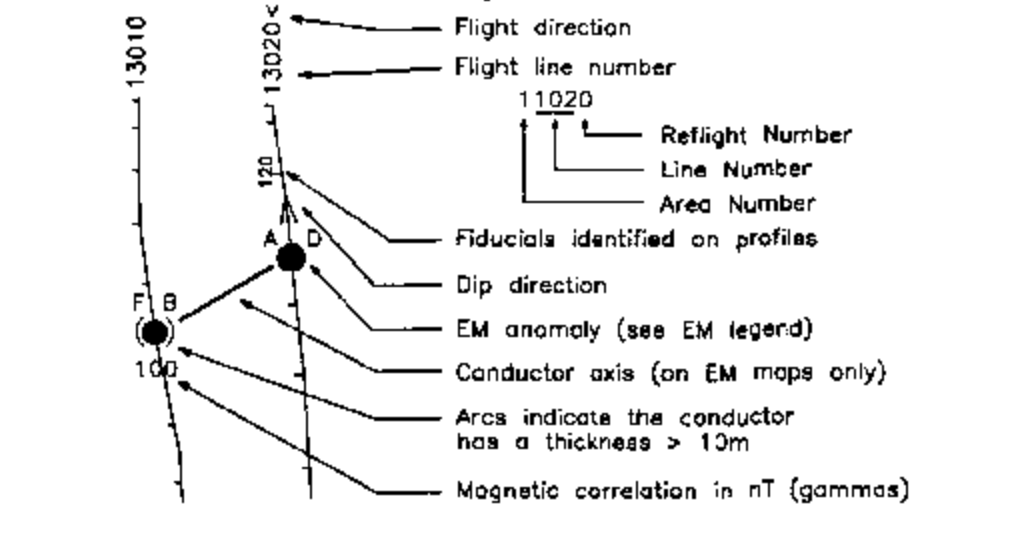 13010
13020 <
Flight direction
Flight line number
11020
Reflight Number
Line Number
Area Number
120
A D
Fiducials identified on profiles
Dip direction
F B
EM anomaly (see EM legend)
100
Conductor axis (on EM maps only)
Arcs indicate the conductor
has a thickness > 10m
Magnetic correlation in nT (gammas)